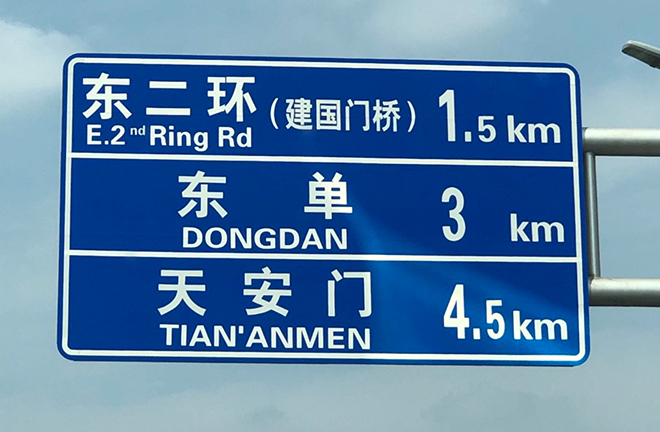 东二环（建国门桥） 1.5 km
E.2nd Ring Rd
东 单 3 km
DONGDAN
天安门 4.5 km
TIAN'ANMEN